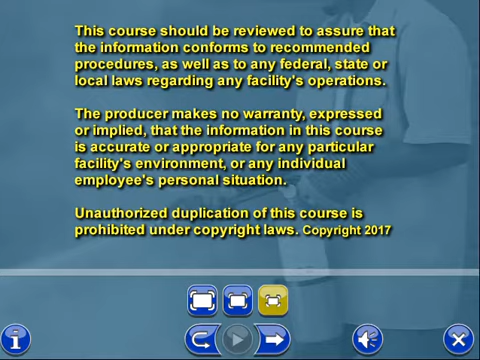 This course should be reviewed to assure that
the information conforms to recommended
procedures, as well as to any federal, state or
local laws regarding any facility's operations.
The producer makes no warranty, expressed
or implied, that the information in this course
is accurate or appropriate for any particular
facility's environment, or any individual
employee's personal situation.
Unauthorized duplication of this course is
prohibited under copyright laws. Copyright 2017